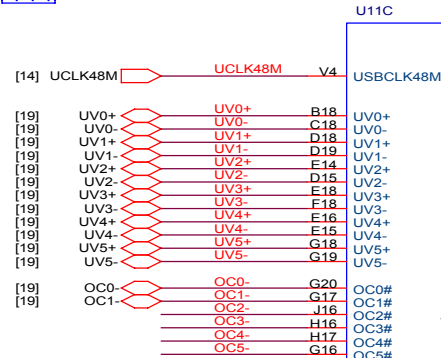 U11C
[14] UCLK48M UCLK48M V4 USBCLK48M
[19] UV0+ UV0+ B18 UV0+
[19] UV0- UV0- C18 UV0-
[19] UV1+ UV1+ D18 UV1+
[19] UV1- UV1- D19 UV1-
[19] UV2+ UV2+ E14 UV2+
[19] UV2- UV2- D15 UV2-
[19] UV3+ UV3+ E18 UV3+
[19] UV3- UV3- F18 UV3-
[19] UV4+ UV4+ E16 UV4+
[19] UV4- UV4- E15 UV4-
[19] UV5+ UV5+ G18 UV5+
[19] UV5- UV5- G19 UV5-
[19] OC0- OC0- G20 OC0#
[19] OC1- OC1- G17 OC1#
OC2- J16 OC2#
OC3- H16 OC3#
OC4- H17 OC4#
OC5- G16 OC5#